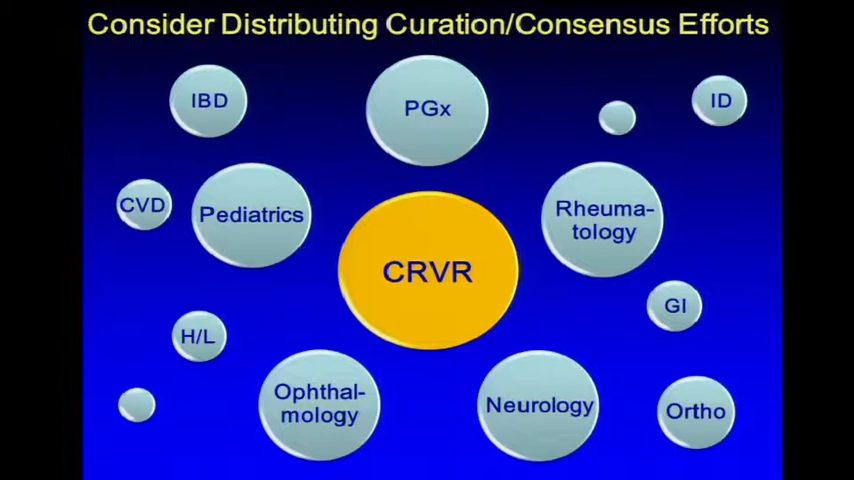 Consider Distributing Curation/Consensus Efforts
IBD
PGx
ID
CVD
Pediatrics
Rheuma-
tology
CRVR
GI
H/L
Ophthal-
mology
Neurology
Ortho